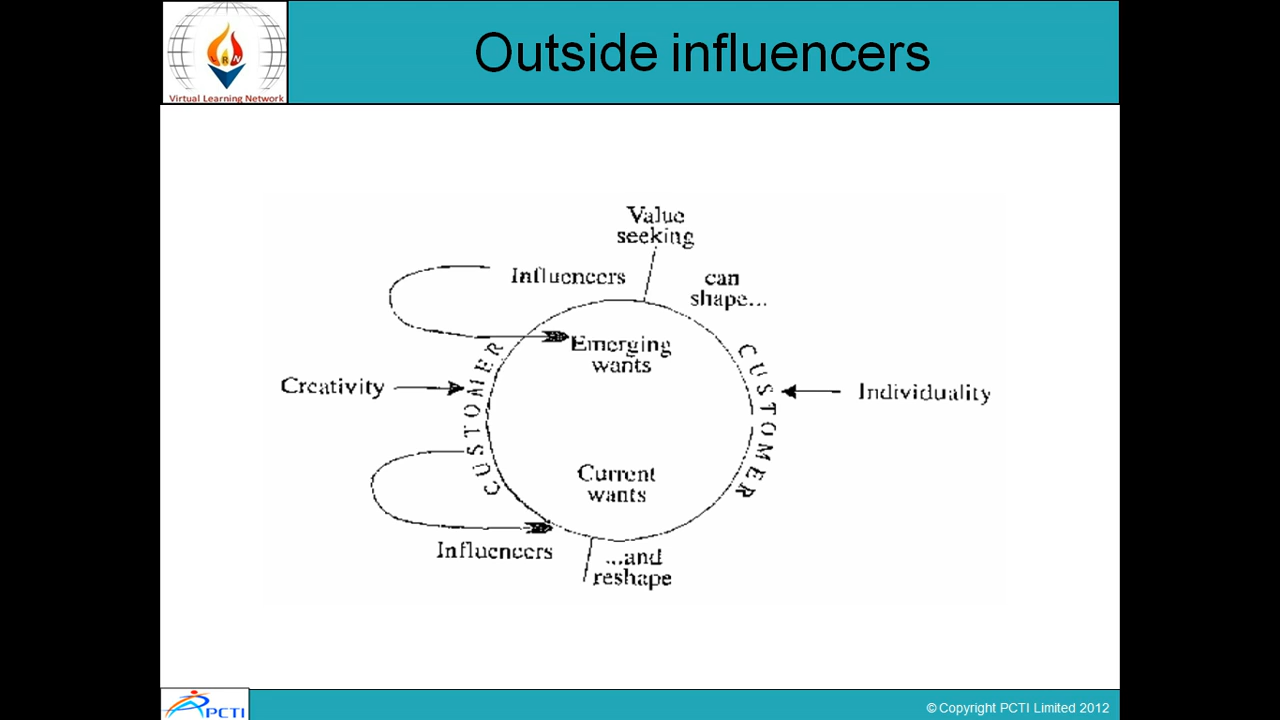 Outside influencers
LRN
Virtual Learning Network
Value
seeking
Influencers
can
shape...
Emerging
wants
CUSTOMER
CUSTOMER
Creativity
Individuality
Current
wants
Influencers
...and
reshape
PCTI
© Copyright PCTI Limited 2012